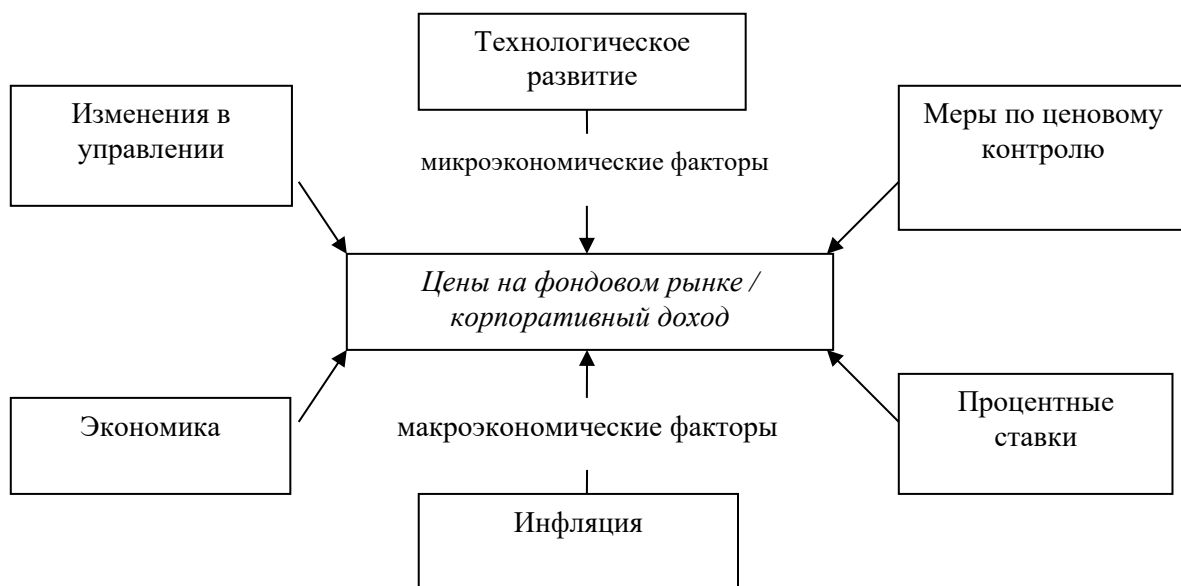 Технологическое
развитие
Изменения в
управлении
Меры по ценовому
контролю
микроэкономические факторы
Цены на фондовом рынке /
корпоративный доход
Экономика
макроэкономические факторы
Процентные
ставки
Инфляция